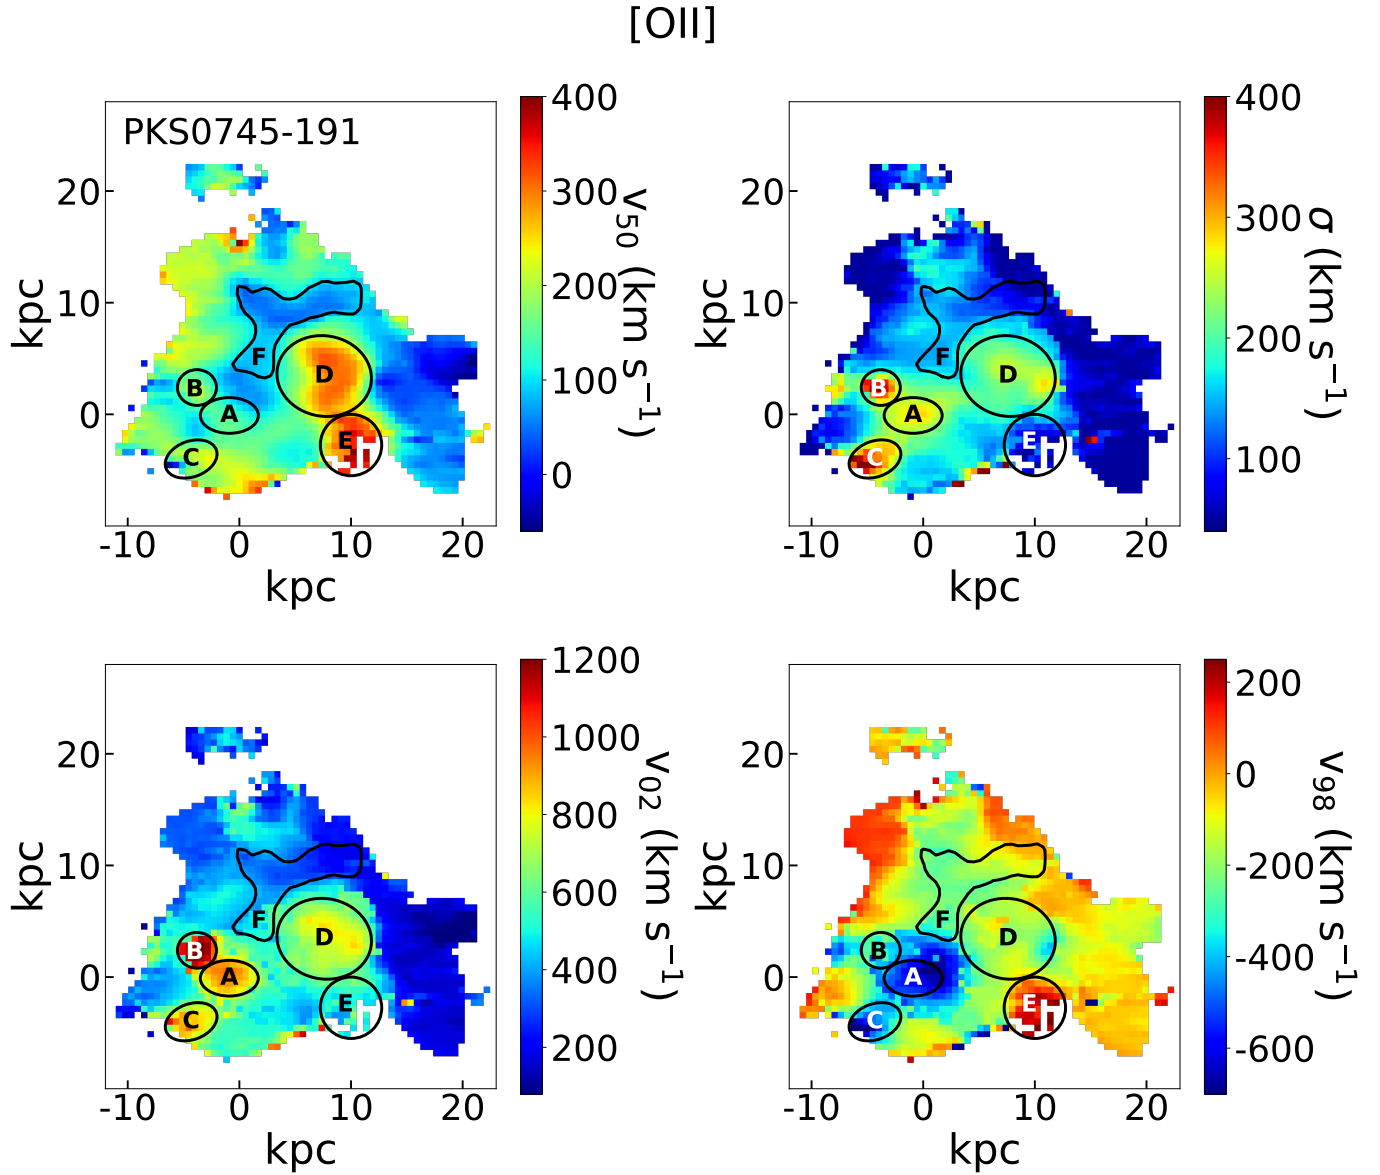 [OII]
PKS0745-191
kpc
20
10
0
-10 0 10 20
kpc
A
B
C
D
E
F
400
300
200
100
0
v50 (km s−1)
kpc
20
10
0
-10 0 10 20
kpc
A
B
C
D
E
F
400
300
200
100
σ (km s−1)
kpc
20
10
0
-10 0 10 20
kpc
A
B
C
D
E
F
1200
1000
800
600
400
200
v02 (km s−1)
kpc
20
10
0
-10 0 10 20
kpc
A
B
C
D
E
F
200
0
-200
-400
-600
v98 (km s−1)